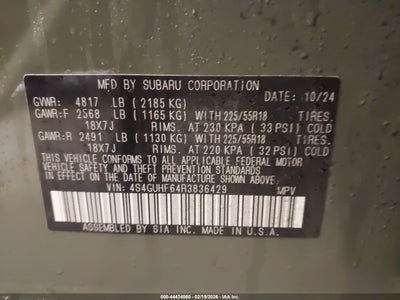 MFD BY SUBARU CORPORATION
GVWR: 4817 LB (2185 KG) DATE: 10/24
GAWR:F 2568 LB (1165 KG) WITH 225/55R18 TIRES.
18X7J RIMS. AT 230 KPA (33 PSI) COLD
GAWR:R 2491 LB (1130 KG) WITH 225/55R18 TIRES.
18X7J RIMS. AT 220 KPA (32 PSI) COLD
THIS VEHICLE CONFORMS TO ALL APPLICABLE FEDERAL MOTOR
VEHICLE SAFETY STANDARDS IN EFFECT ON THE
DATE OF MANUFACTURE SHOWN ABOVE.
VIN: 4S4GUHF64R3836429 MPV
ASSEMBLED BY SIA INC. MADE IN U.S.A.
000-44424060 - 02/19/2026 - IAA Inc.